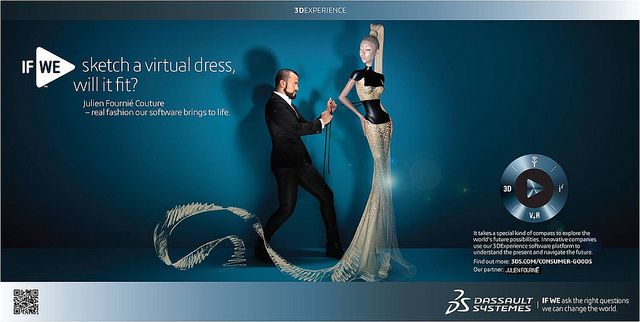 3DEXPERIENCE
IF WE sketch a virtual dress,
will it fit?
Julien Fournié Couture
– real fashion our software brings to life.
3D
i²
V.R
It takes a special kind of compass to explore the
world's future possibilities. Innovative companies
use our 3DExperience software platform to
understand the present and navigate the future.
Find out more: 3DS.COM/CONSUMER-GOODS
Our partner: JULIEN FOURNIÉ
DASSAULT
SYSTEMES
IF WE ask the right questions
we can change the world.